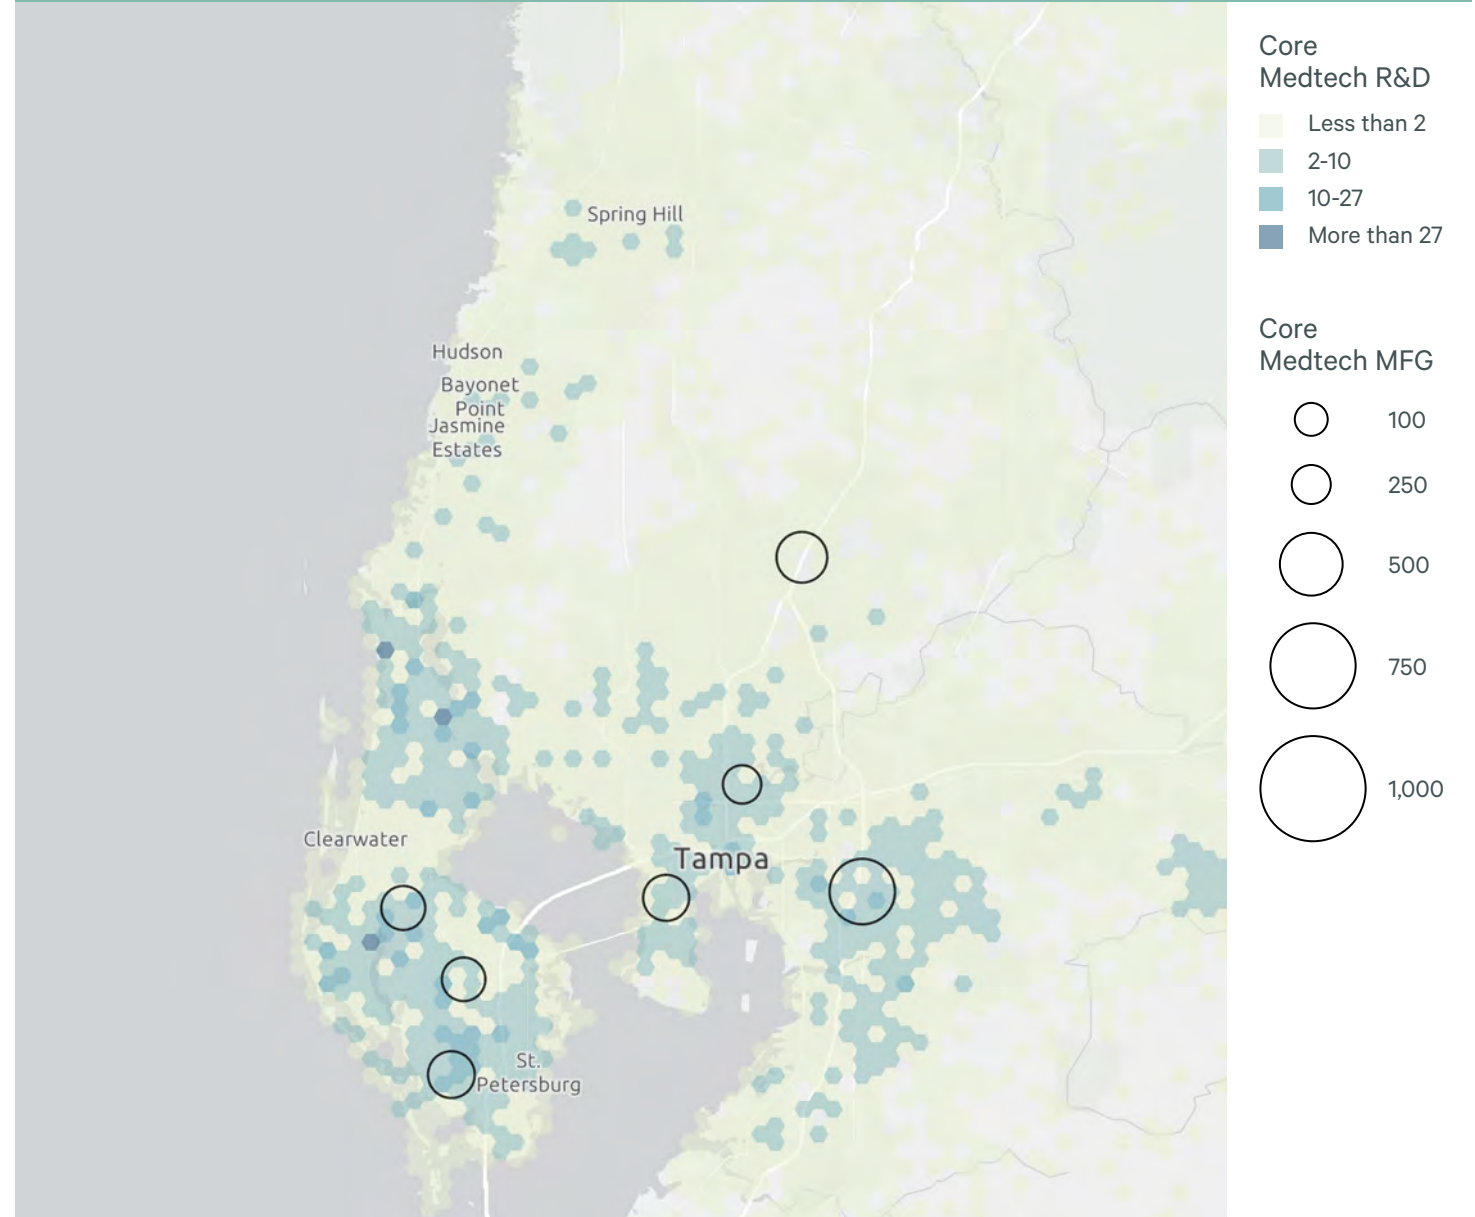 Core
Medtech R&D
Less than 2
2-10
10-27
More than 27
Core
Medtech MFG
100
250
500
750
1,000
Spring Hill
Hudson
Bayonet
Point
Jasmine
Estates
Clearwater
Tampa
St.
Petersburg